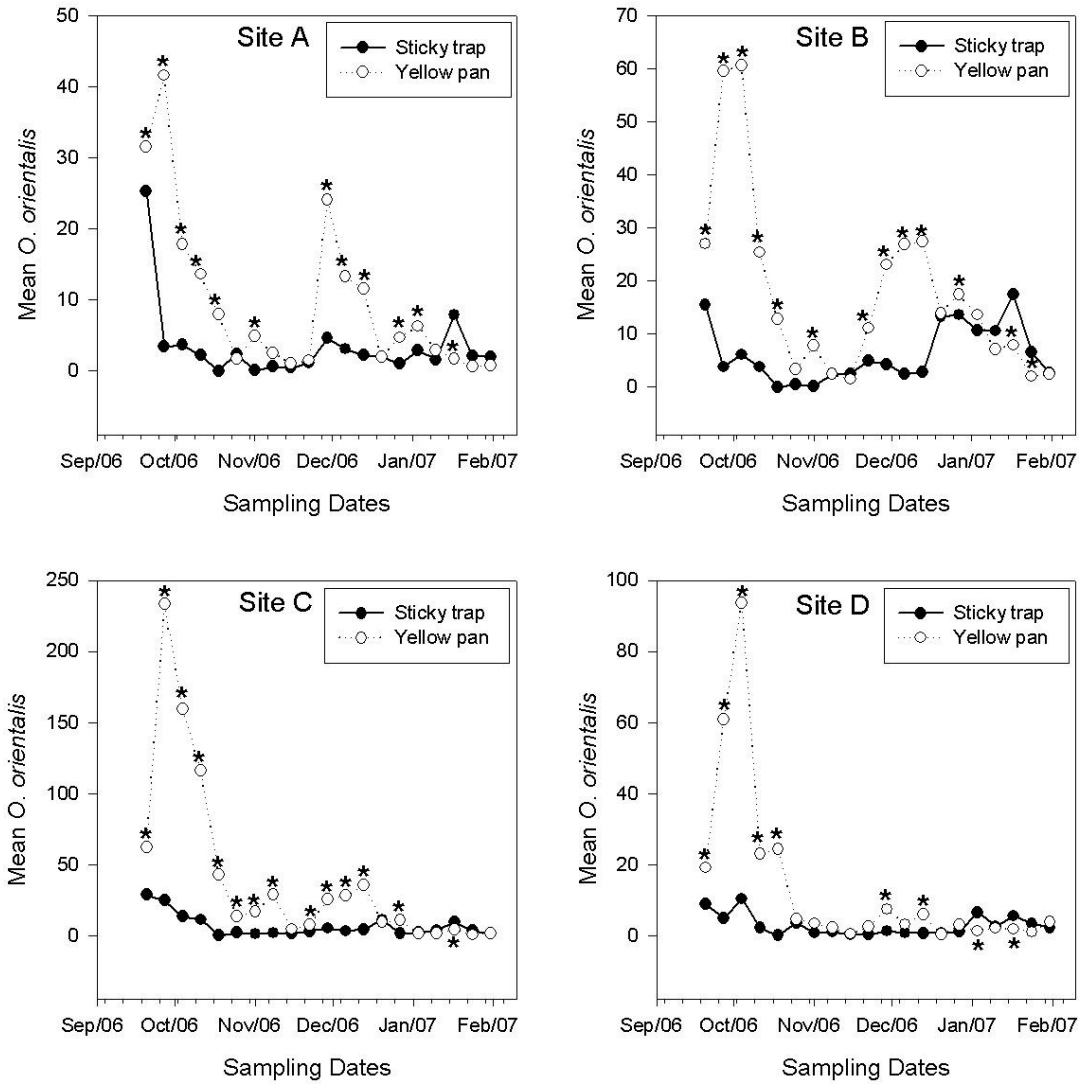 Site A
Sticky trap
Yellow pan
50
40
30
20
10
0
Mean O. orientalis
* * * * * * * * * * * *
Sep/06 Oct/06 Nov/06 Dec/06 Jan/07 Feb/07
Sampling Dates
Site B
Sticky trap
Yellow pan
70
60
50
40
30
20
10
0
Mean O. orientalis
* * * * * * * * * * * * *
Sep/06 Oct/06 Nov/06 Dec/06 Jan/07 Feb/07
Sampling Dates
Site C
Sticky trap
Yellow pan
250
200
150
100
50
0
Mean O. orientalis
* * * * * * * * * * * * * *
Sep/06 Oct/06 Nov/06 Dec/06 Jan/07 Feb/07
Sampling Dates
Site D
Sticky trap
Yellow pan
100
80
60
40
20
0
Mean O. orientalis
* * * * * * * * *
Sep/06 Oct/06 Nov/06 Dec/06 Jan/07 Feb/07
Sampling Dates